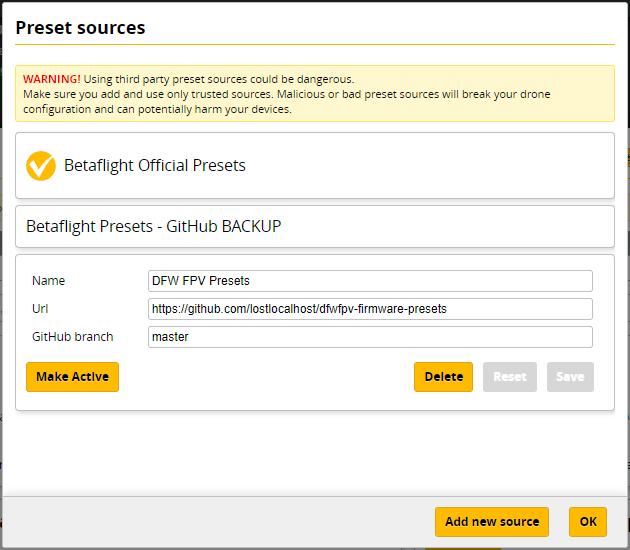 Preset sources
WARNING! Using third party preset sources could be dangerous.
Make sure you add and use only trusted sources. Malicious or bad preset sources will break your drone
configuration and can potentially harm your devices.
Betaflight Official Presets
Betaflight Presets - GitHub BACKUP
Name DFW FPV Presets
Url https://github.com/lostlocalhost/dfwfpv-firmware-presets
GitHub branch master
Make Active Delete Reset Save
Add new source OK